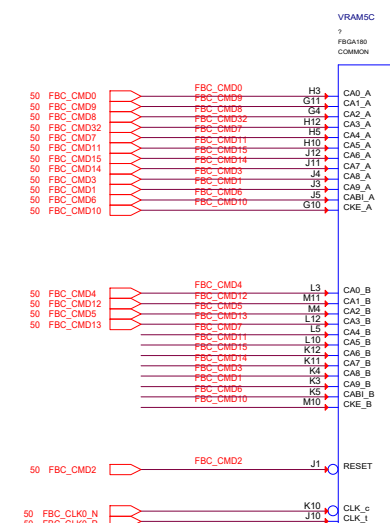 VRAM5C
?
FBGA180
COMMON
50 FBC_CMD0 FBC_CMD0 H3 CA0_A
50 FBC_CMD9 FBC_CMD9 G11 CA1_A
50 FBC_CMD8 FBC_CMD8 G4 CA2_A
50 FBC_CMD32 FBC_CMD32 H12 CA3_A
50 FBC_CMD7 FBC_CMD7 H5 CA4_A
50 FBC_CMD11 FBC_CMD11 H10 CA5_A
50 FBC_CMD15 FBC_CMD15 J12 CA6_A
50 FBC_CMD14 FBC_CMD14 J11 CA7_A
50 FBC_CMD3 FBC_CMD3 J4 CA8_A
50 FBC_CMD1 FBC_CMD1 J3 CA9_A
50 FBC_CMD6 FBC_CMD6 J5 CABI_A
50 FBC_CMD10 FBC_CMD10 G10 CKE_A
50 FBC_CMD4 FBC_CMD4 L3 CA0_B
50 FBC_CMD12 FBC_CMD12 M11 CA1_B
50 FBC_CMD5 FBC_CMD5 M4 CA2_B
50 FBC_CMD13 FBC_CMD13 L12 CA3_B
FBC_CMD7 L5 CA4_B
FBC_CMD11 L10 CA5_B
FBC_CMD15 K12 CA6_B
FBC_CMD14 K11 CA7_B
FBC_CMD3 K4 CA8_B
FBC_CMD1 K3 CA9_B
FBC_CMD6 K5 CABI_B
FBC_CMD10 M10 CKE_B
50 FBC_CMD2 FBC_CMD2 J1 RESET
50 FBC_CLK0_N K10 CLK_c
J10 CLK_t